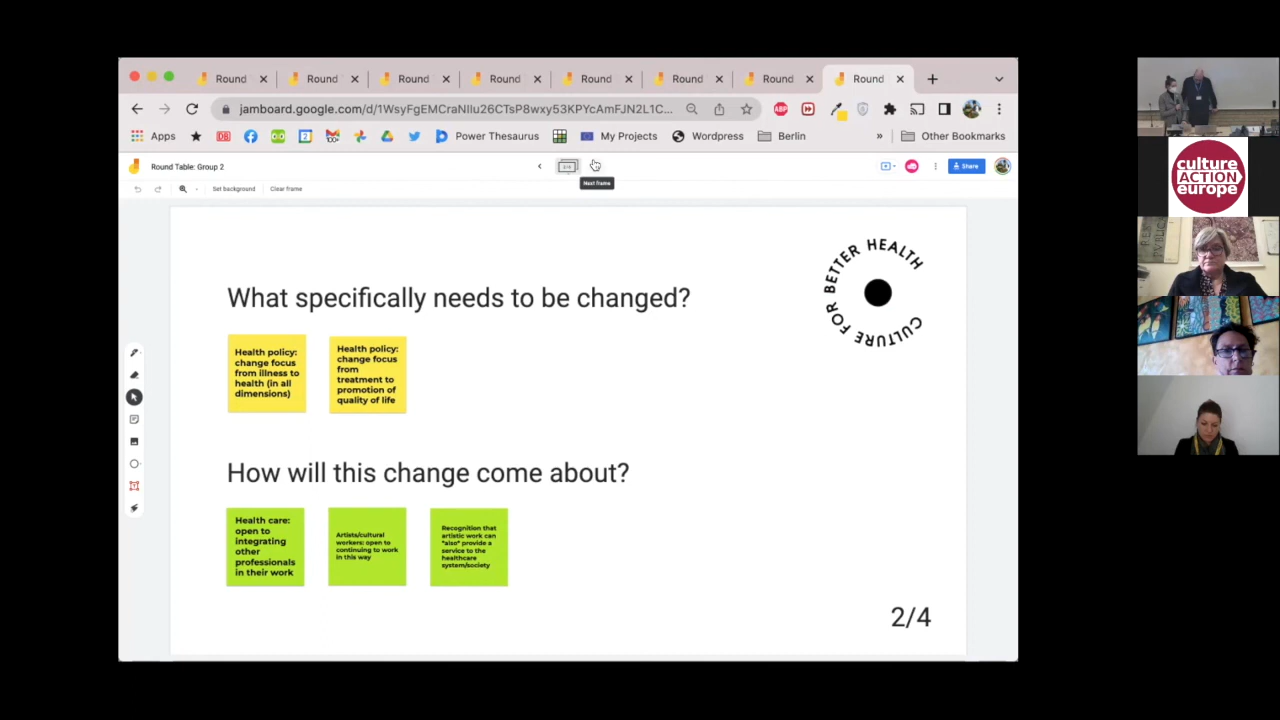 Round
Round
Round
Round
Round
Round
Round
Round
jamboard.google.com/d/1WsyFgEMCraNIlu26CTsP8wxy53KPYcAmFJN2L1C...
Apps
Power Thesaurus
My Projects
Wordpress
Berlin
»
Other Bookmarks
Round Table: Group 2
Share
Next frame
Set background
Clear frame
CULTURE FOR BETTER HEALTH
What specifically needs to be changed?
Health policy:
change focus
from illness to
health (in all
dimensions)
Health policy:
change focus
from
treatment to
promotion of
quality of life
How will this change come about?
Health care:
open to
integrating
other
professionals
in their work
Artists/cultural
workers: open to
continuing to work
in this way
Recognition that
artistic work can
"also" provide a
service to the
healthcare
system/society
2/4
culture
ACTION
europe